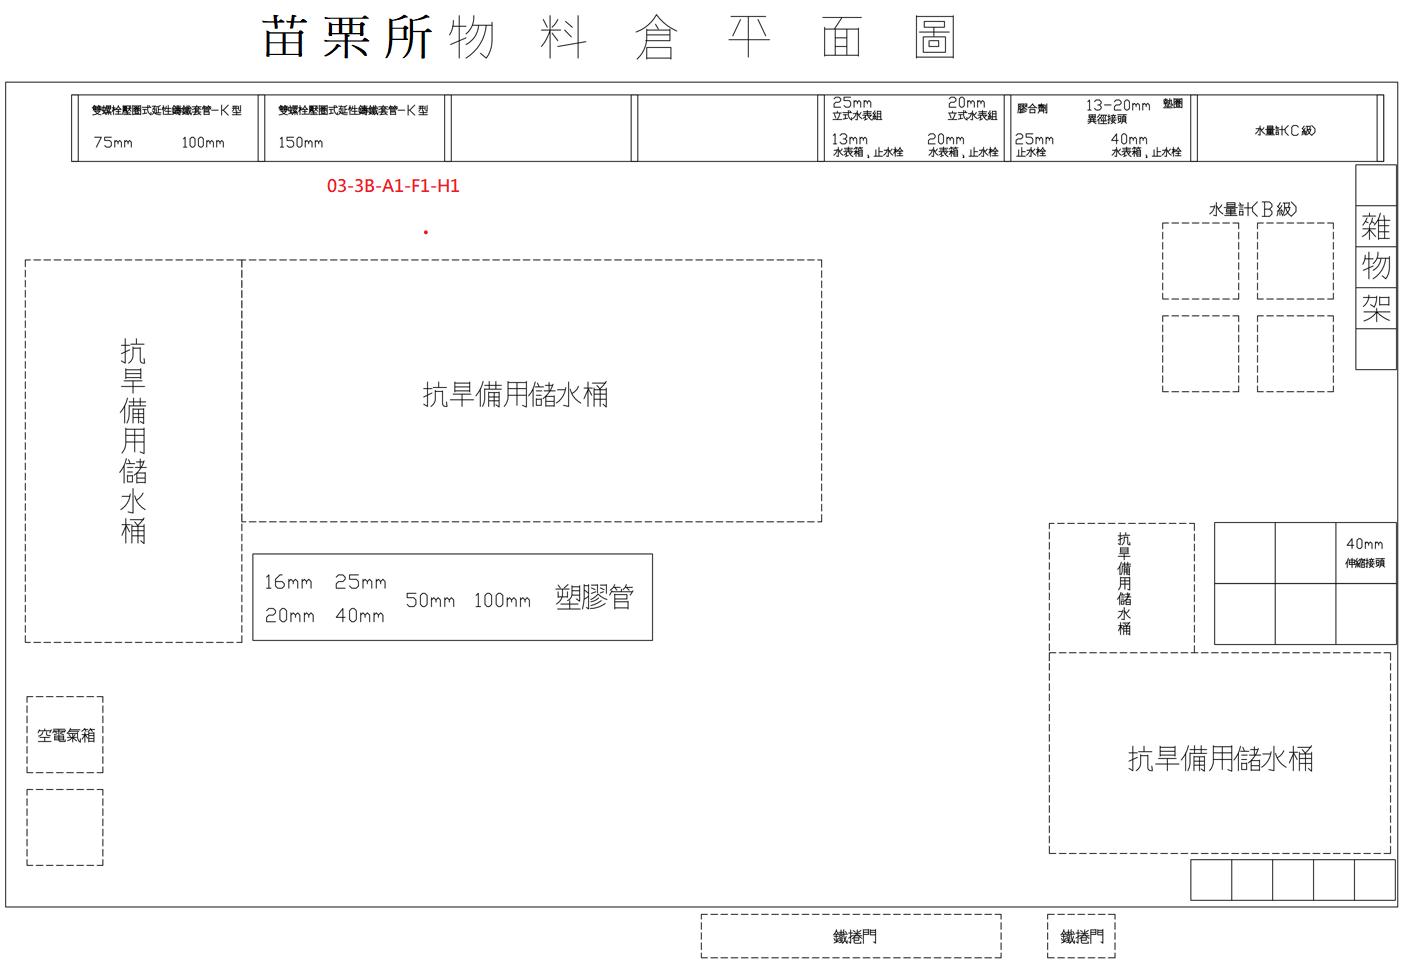 苗栗所物料倉平面圖
雙螺栓壓圈式延性鑄鐵套管-K型
75mm 100mm
雙螺栓壓圈式延性鑄鐵套管-K型
150mm
25mm 20mm
立式水表組 立式水表組
13mm 20mm
水表箱,止水栓 水表箱,止水栓
膠合劑 13-20mm 墊圈
異徑接頭
25mm 40mm
止水栓 水表箱,止水栓
水量計(C級)
03-3B-A1-F1-H1
水量計(B級)
雜物架
抗旱備用儲水桶
抗旱備用儲水桶
16mm 25mm
20mm 40mm
50mm 100mm 塑膠管
抗旱備用儲水桶
40mm
伸縮接頭
空電氣箱
抗旱備用儲水桶
鐵捲門
鐵捲門